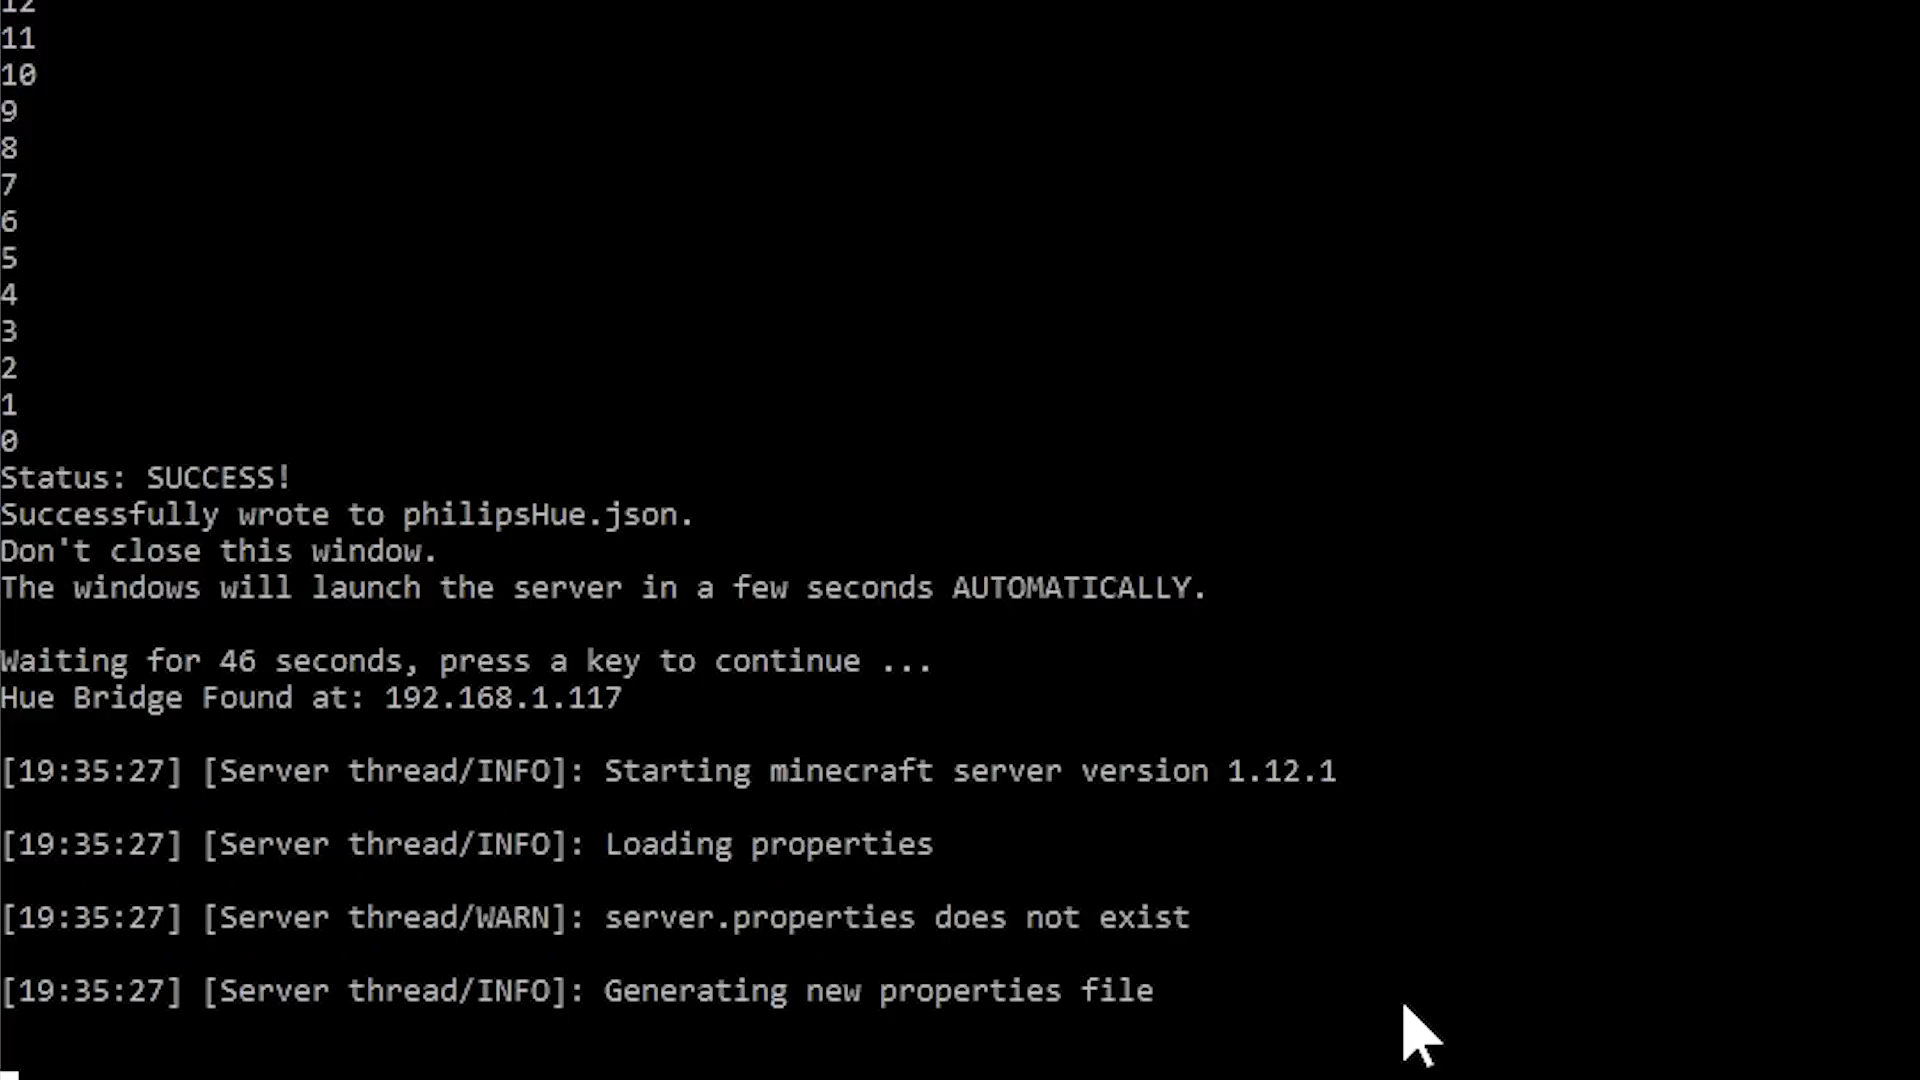 12
11
10
9
8
7
6
5
4
3
2
1
0
Status: SUCCESS!
Successfully wrote to philipsHue.json.
Don't close this window.
The windows will launch the server in a few seconds AUTOMATICALLY.
Waiting for 46 seconds, press a key to continue ...
Hue Bridge Found at: 192.168.1.117
[19:35:27] [Server thread/INFO]: Starting minecraft server version 1.12.1
[19:35:27] [Server thread/INFO]: Loading properties
[19:35:27] [Server thread/WARN]: server.properties does not exist
[19:35:27] [Server thread/INFO]: Generating new properties file